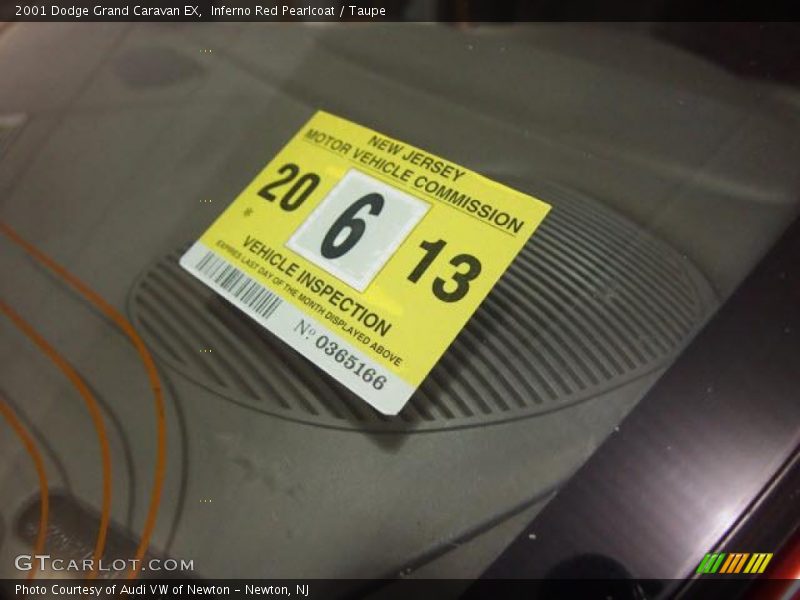 2001 Dodge Grand Caravan EX, Inferno Red Pearlcoat / Taupe
NEW JERSEY
MOTOR VEHICLE COMMISSION
20 6 13
VEHICLE INSPECTION
EXPIRES LAST DAY OF THE MONTH DISPLAYED ABOVE
Nº 0365166
GTCARLOT.COM
Photo Courtesy of Audi VW of Newton - Newton, NJ